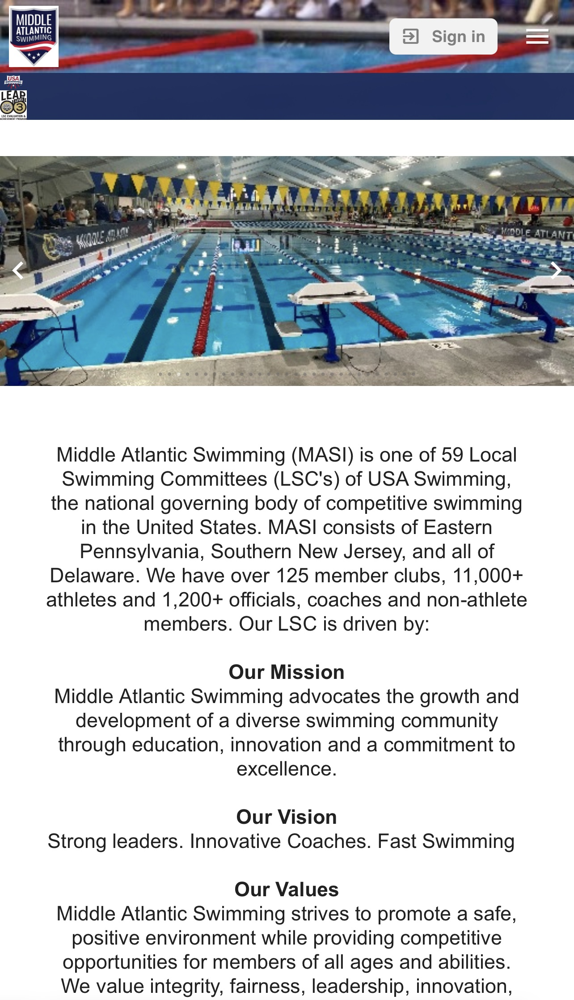 MIDDLE
ATLANTIC
SWIMMING
Sign in
USA
SWIMMING
LEAP
LEVEL
USA
3
LSC EVALUATION &
ACHIEVEMENT PROGRAM
MIDDLE ATLANTIC
MIDDLE ATLANT
Middle Atlantic Swimming (MASI) is one of 59 Local
Swimming Committees (LSC's) of USA Swimming,
the national governing body of competitive swimming
in the United States. MASI consists of Eastern
Pennsylvania, Southern New Jersey, and all of
Delaware. We have over 125 member clubs, 11,000+
athletes and 1,200+ officials, coaches and non-athlete
members. Our LSC is driven by:
Our Mission
Middle Atlantic Swimming advocates the growth and
development of a diverse swimming community
through education, innovation and a commitment to
excellence.
Our Vision
Strong leaders. Innovative Coaches. Fast Swimming
Our Values
Middle Atlantic Swimming strives to promote a safe,
positive environment while providing competitive
opportunities for members of all ages and abilities.
We value integrity, fairness, leadership, innovation,